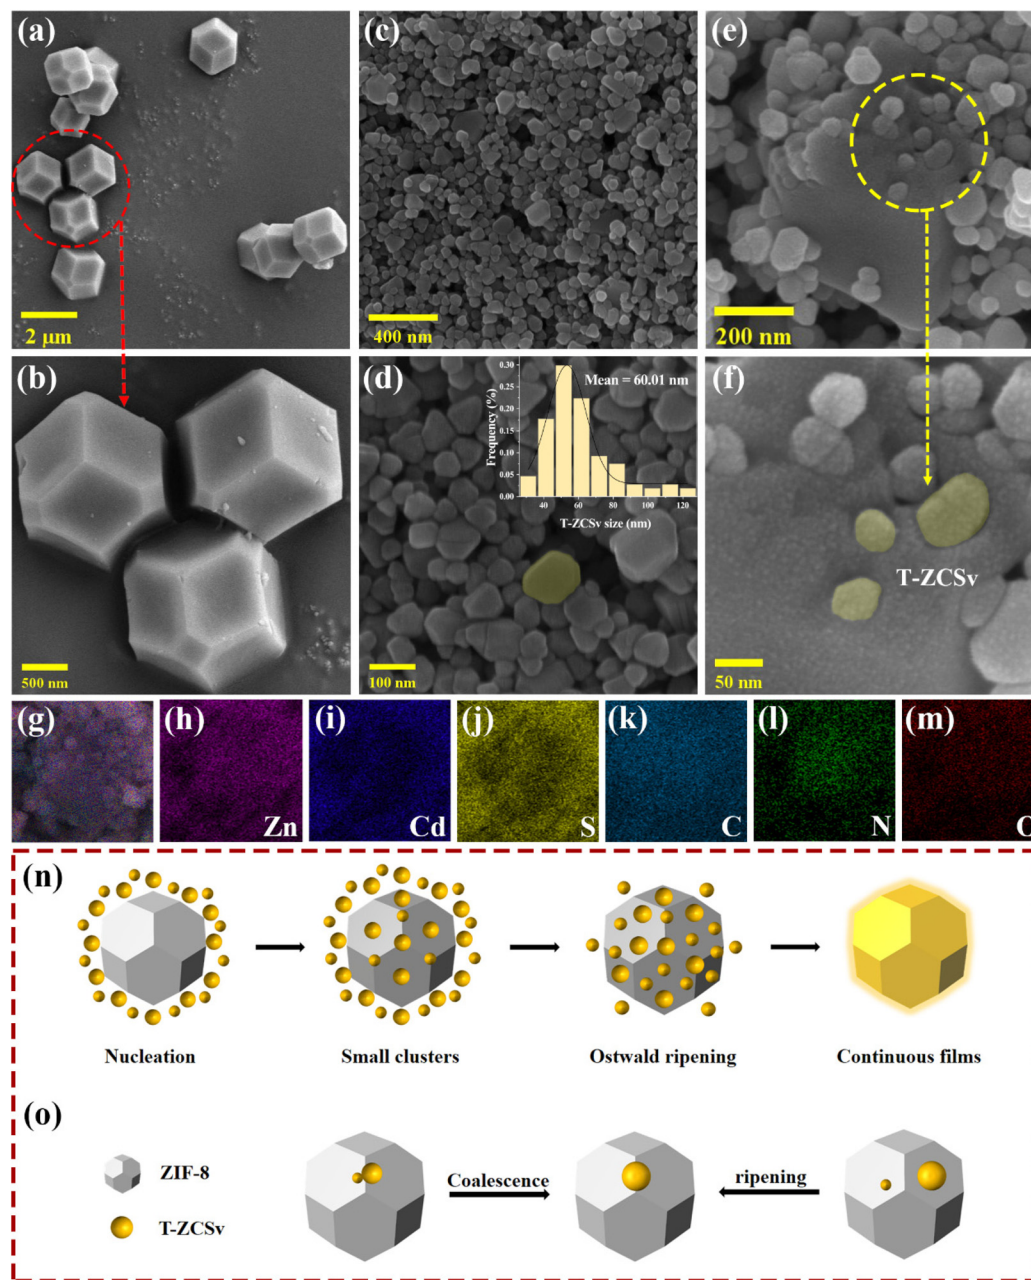 (a)
2 μm
(c)
400 nm
(e)
200 nm
(b)
500 nm
(d)
Mean = 60.01 nm
Frequency (%)
0.30
0.25
0.20
0.15
0.10
0.05
0.00
40 60 80 100 120
T-ZCSv size (nm)
100 nm
(f)
T-ZCSv
50 nm
(g)
(h)
Zn
(i)
Cd
(j)
S
(k)
C
(l)
N
(m)
(n)
Nucleation
Small clusters
Ostwald ripening
Continuous films
(o)
ZIF-8
T-ZCSv
Coalescence
ripening